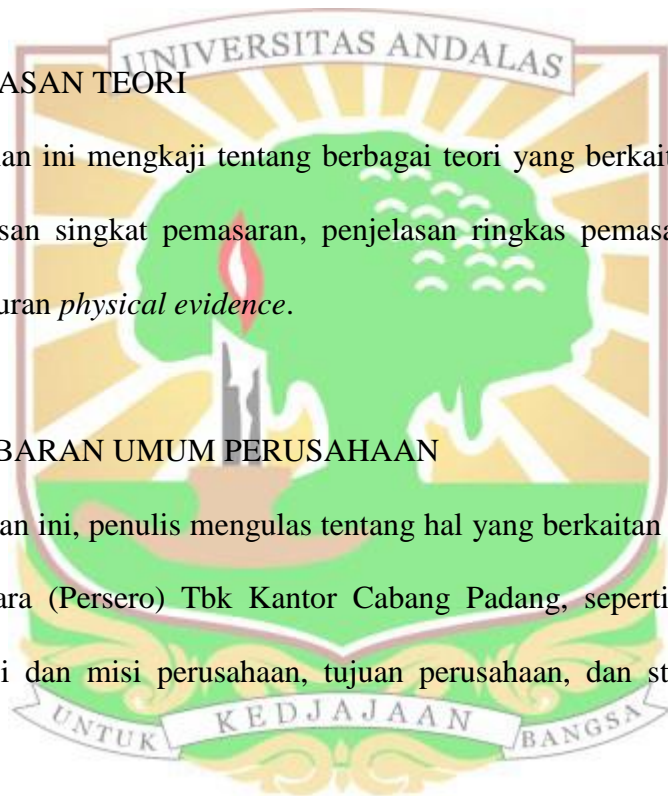 UNIVERSITAS ANDALAS
ASAN TEORI
an ini mengkaji tentang berbagai teori yang berkait
san singkat pemasaran, penjelasan ringkas pemasa
uran physical evidence.
BARAN UMUM PERUSAHAAN
an ini, penulis mengulas tentang hal yang berkaitan
ara (Persero) Tbk Kantor Cabang Padang, seperti
i dan misi perusahaan, tujuan perusahaan, dan st
UNTUK KEDJAJAAN BANGSA